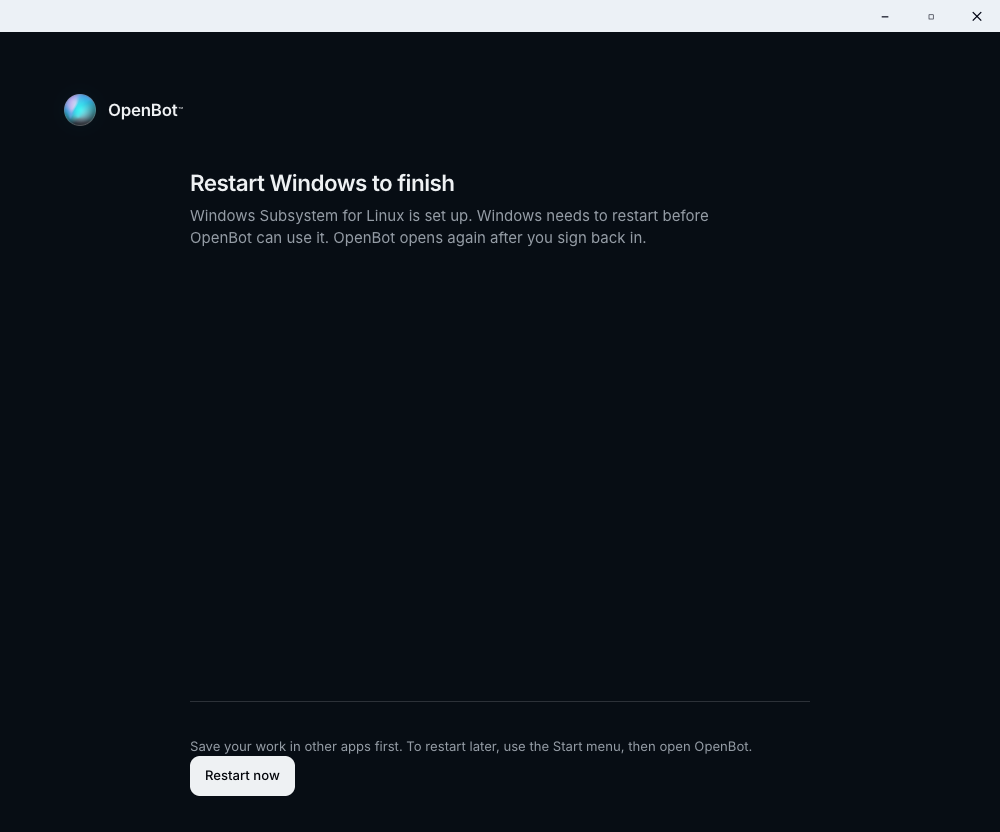 OpenBot™
Restart Windows to finish
Windows Subsystem for Linux is set up. Windows needs to restart before
OpenBot can use it. OpenBot opens again after you sign back in.
Save your work in other apps first. To restart later, use the Start menu, then open OpenBot.
Restart now